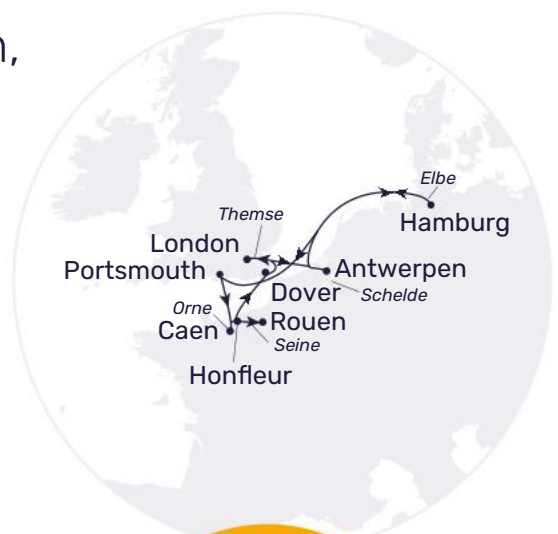 n,
Elbe
Themse
Hamburg
London
Portsmouth
Antwerpen
Dover
Schelde
Orne
Caen
Rouen
Seine
Honfleur